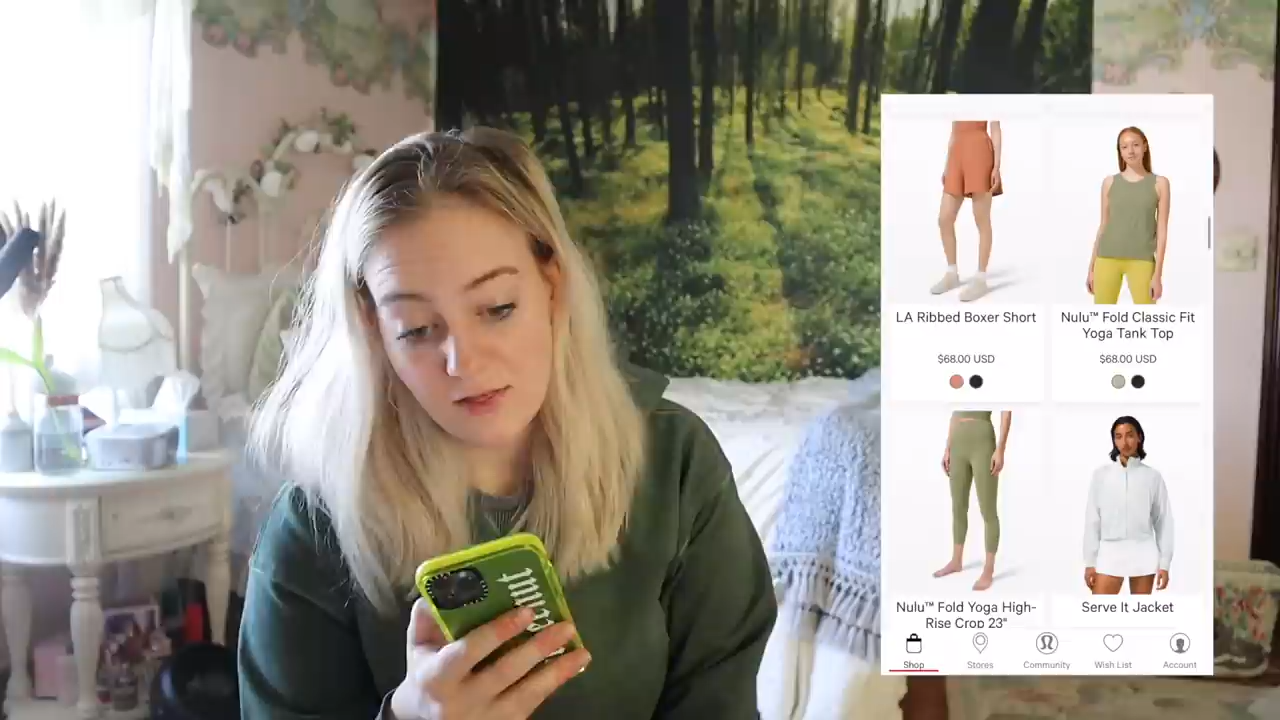 LA Ribbed Boxer Short
$68.00 USD
Nulu™ Fold Classic Fit
Yoga Tank Top
$68.00 USD
Nulu™ Fold Yoga High-
Rise Crop 23"
Serve It Jacket
Shop
Stores
Community
Wish List
Account